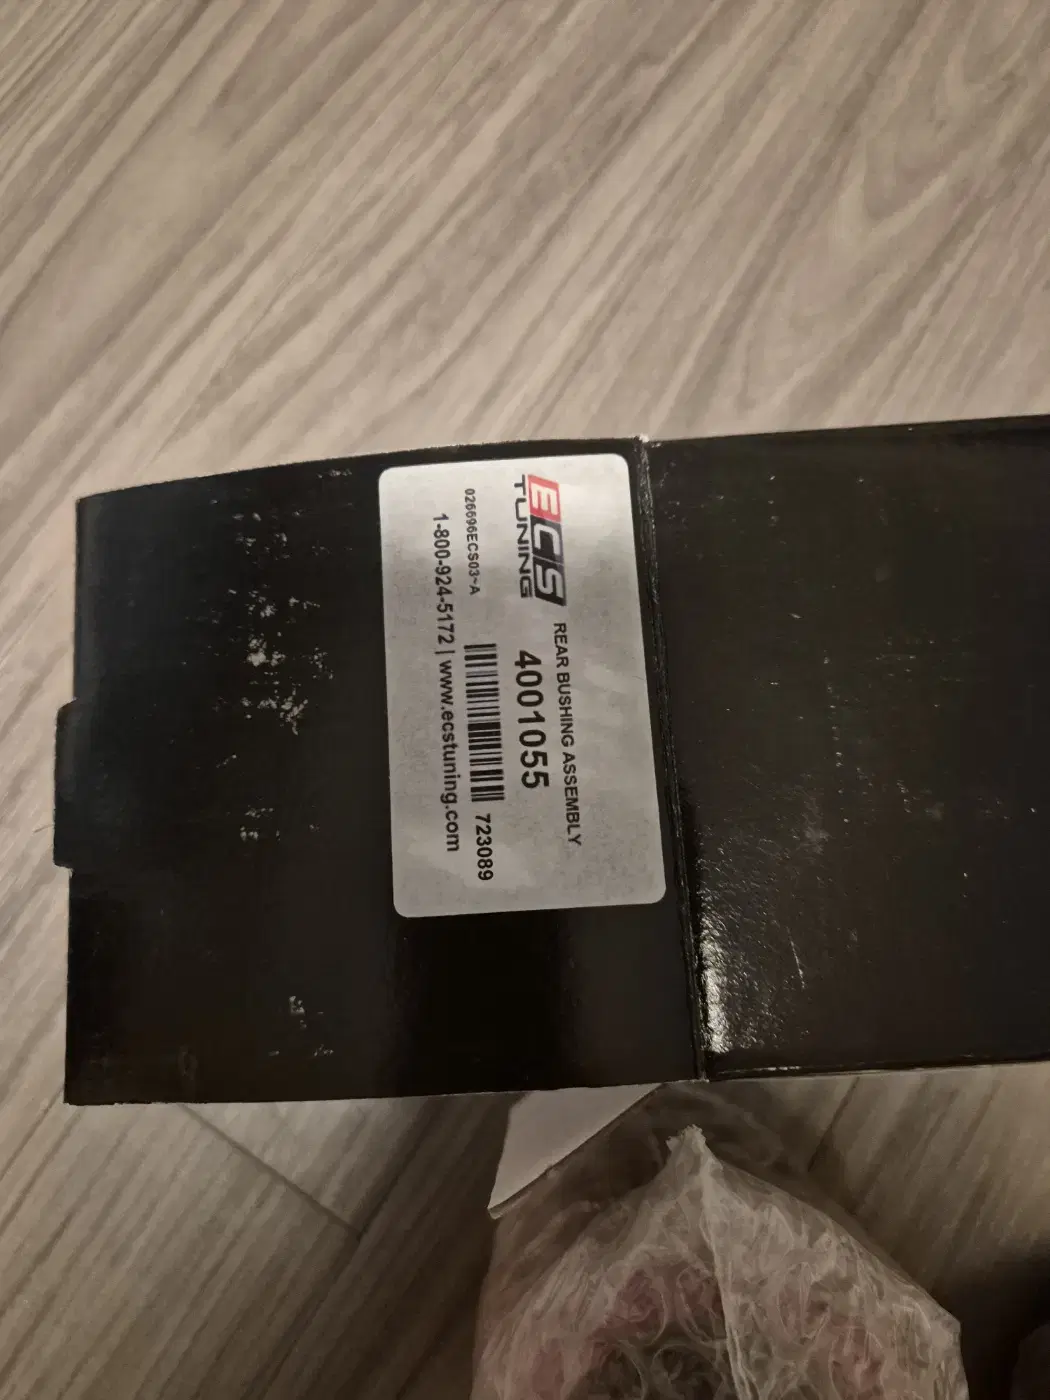 ECS
TUNING
REAR BUSHING ASSEMBLY
4001055
026696ECS03-A
723089
1-800-924-5172 | www.ecstuning.com